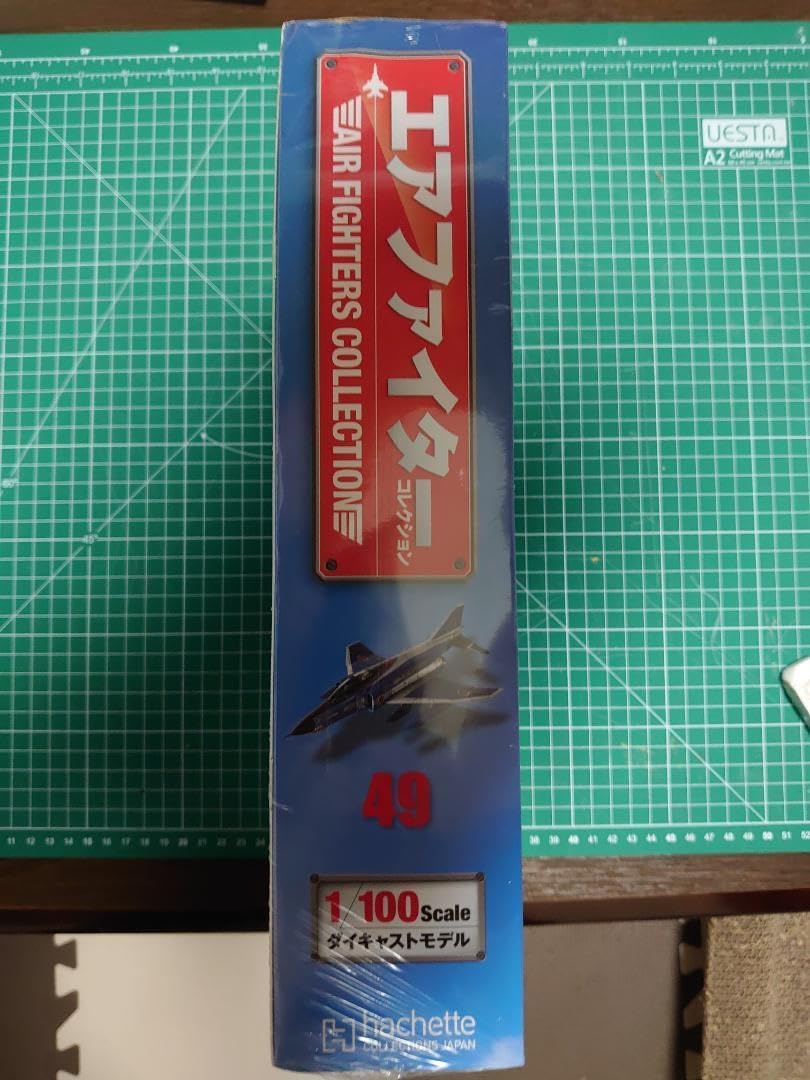 エアファイター
コレクション
AIR FIGHTERS COLLECTION
49
1/100 Scale
ダイキャストモデル
hachette
COLLECTIONS JAPAN
VESTA
A2 Cutting Mat